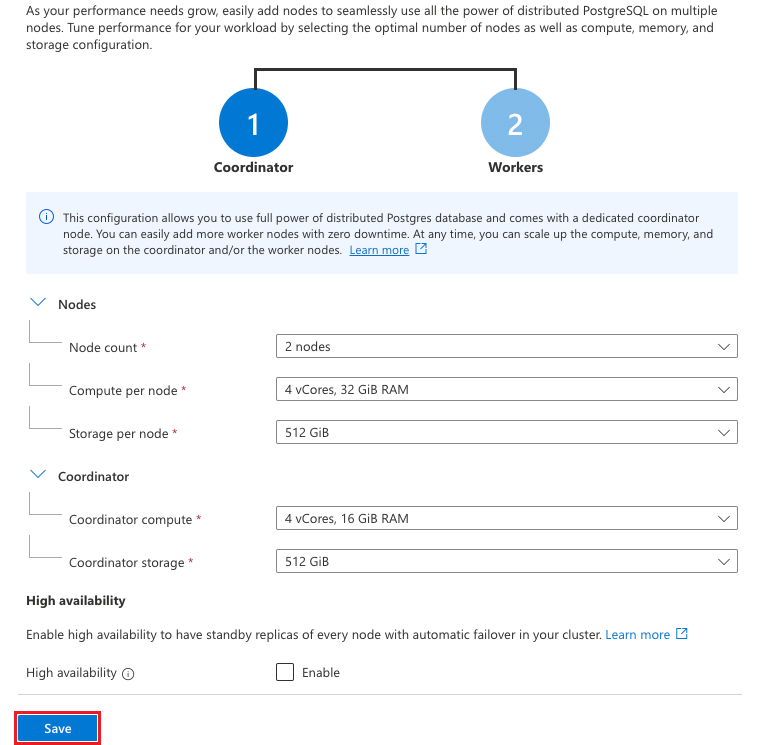 As your performance needs grow, easily add nodes to seamlessly use all the power of distributed PostgreSQL on multiple
nodes. Tune performance for your workload by selecting the optimal number of nodes as well as compute, memory, and
storage configuration.
1
2
Coordinator
Workers
This configuration allows you to use full power of distributed Postgres database and comes with a dedicated coordinator
node. You can easily add more worker nodes with zero downtime. At any time, you can scale up the compute, memory, and
storage on the coordinator and/or the worker nodes. Learn more
Nodes
Node count *
2 nodes
Compute per node *
4 vCores, 32 GiB RAM
Storage per node *
512 GiB
Coordinator
Coordinator compute *
4 vCores, 16 GiB RAM
Coordinator storage *
512 GiB
High availability
Enable high availability to have standby replicas of every node with automatic failover in your cluster. Learn more
High availability
Enable
Save